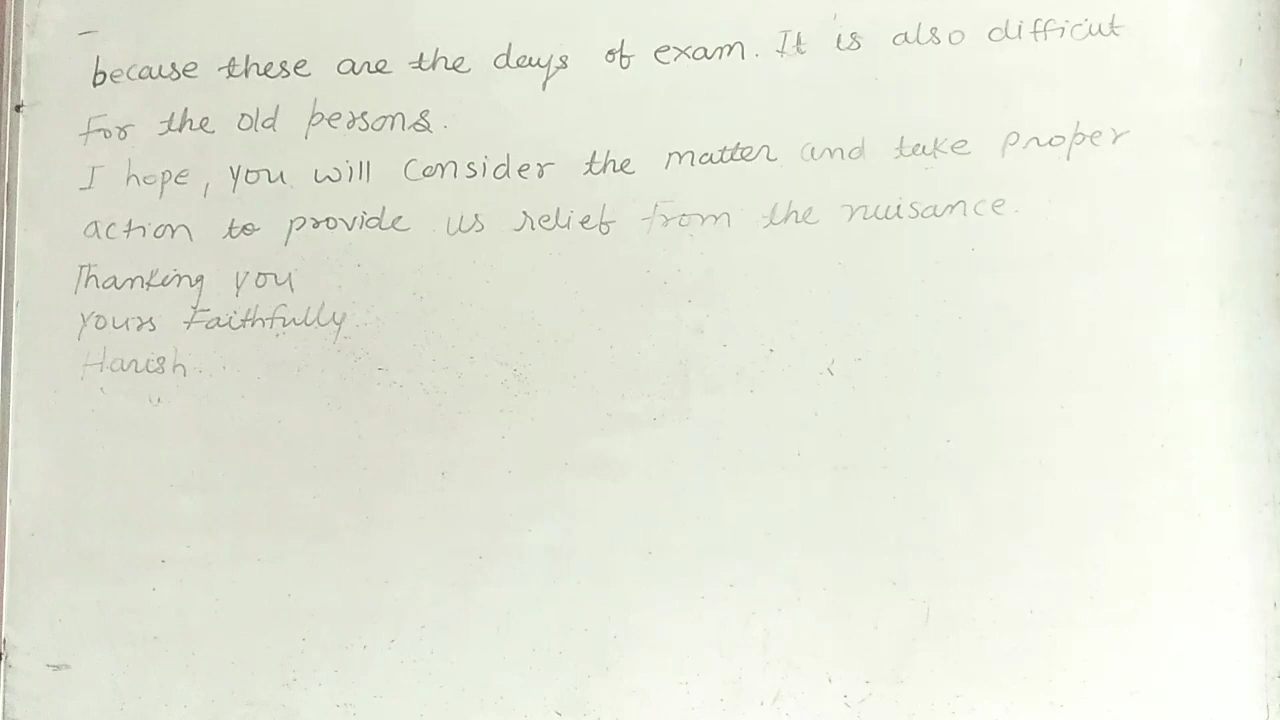 because these are the days of exam. It is also difficut
for the old persons.
I hope, you will consider the matter and take proper
action to provide us relief from the nuisance.
Thanking you
Yours Faithfully
Harish